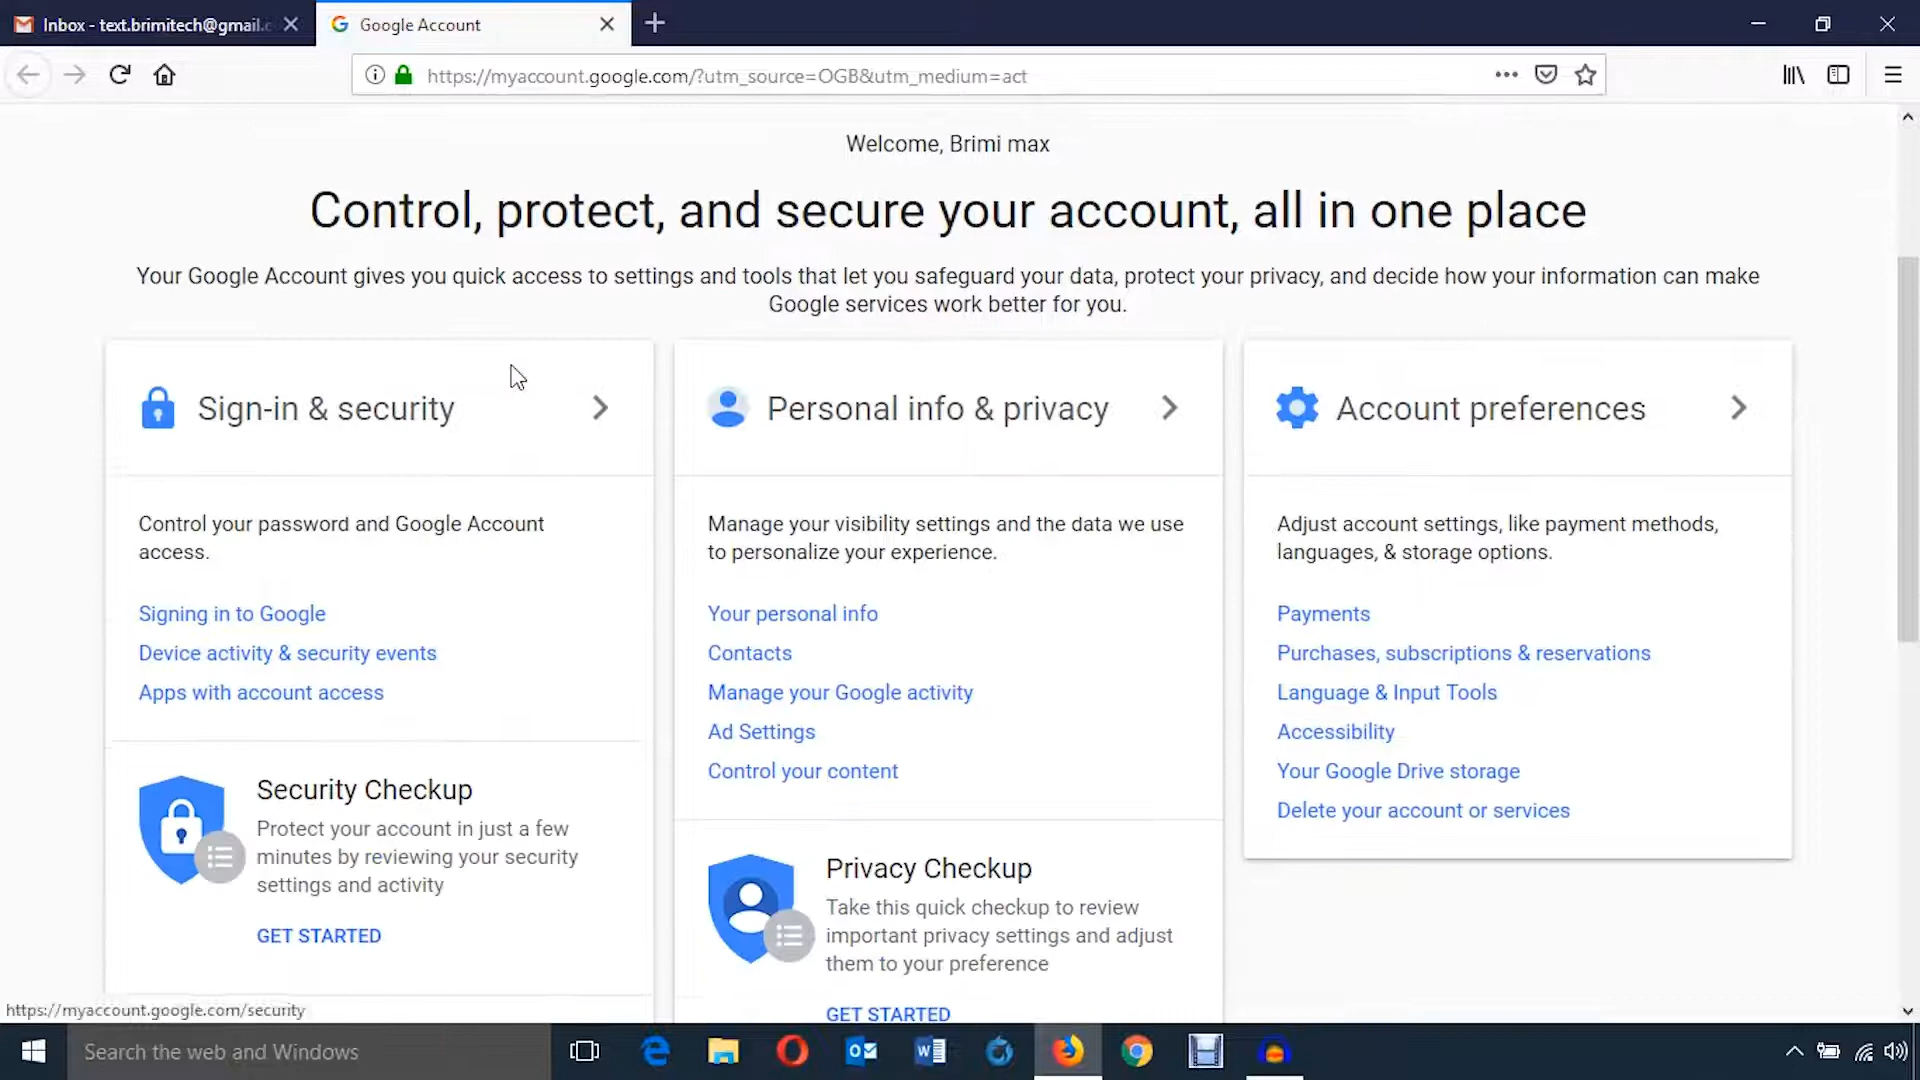 Inbox - text.brimitech@gmail.c
Google Account
https://myaccount.google.com/?utm_source=OGB&utm_medium=act
Welcome, Brimi max
Control, protect, and secure your account, all in one place
Your Google Account gives you quick access to settings and tools that let you safeguard your data, protect your privacy, and decide how your information can make
Google services work better for you.
Sign-in & security
Control your password and Google Account
access.
Signing in to Google
Device activity & security events
Apps with account access
Security Checkup
Protect your account in just a few
minutes by reviewing your security
settings and activity
GET STARTED
Personal info & privacy
Manage your visibility settings and the data we use
to personalize your experience.
Your personal info
Contacts
Manage your Google activity
Ad Settings
Control your content
Privacy Checkup
Take this quick checkup to review
important privacy settings and adjust
them to your preference
GET STARTED
Account preferences
Adjust account settings, like payment methods,
languages, & storage options.
Payments
Purchases, subscriptions & reservations
Language & Input Tools
Accessibility
Your Google Drive storage
Delete your account or services
https://myaccount.google.com/security
Search the web and Windows